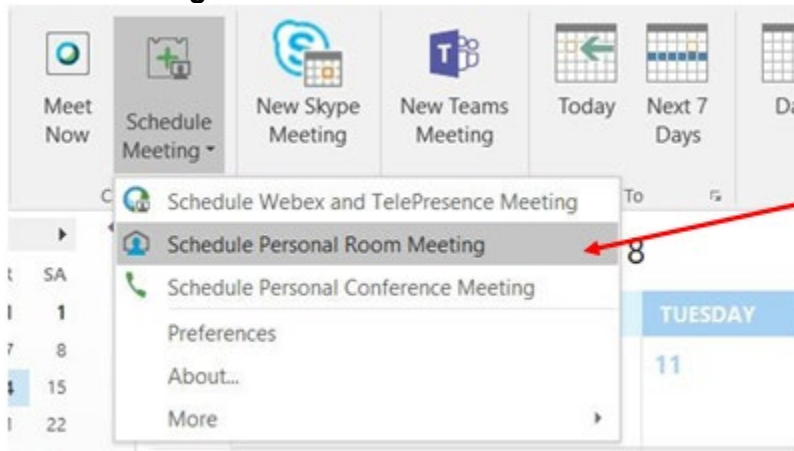 Meet
Now
Schedule
Meeting
New Skype
Meeting
New Teams
Meeting
Today
Next 7
Days
To
Schedule Webex and TelePresence Meeting
Schedule Personal Room Meeting
Schedule Personal Conference Meeting
Preferences
About...
More
8
SA
1
8
15
22
TUESDAY
11